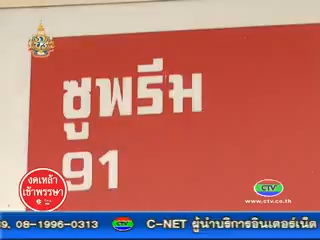 ซูพรีม
91
งดเหล้า
เข้าพรรษา
CTV
www.ctv.co.th
9. 08-1996-0313 CTV C-NET ผู้นำบริการอินเตอร์เน็ต